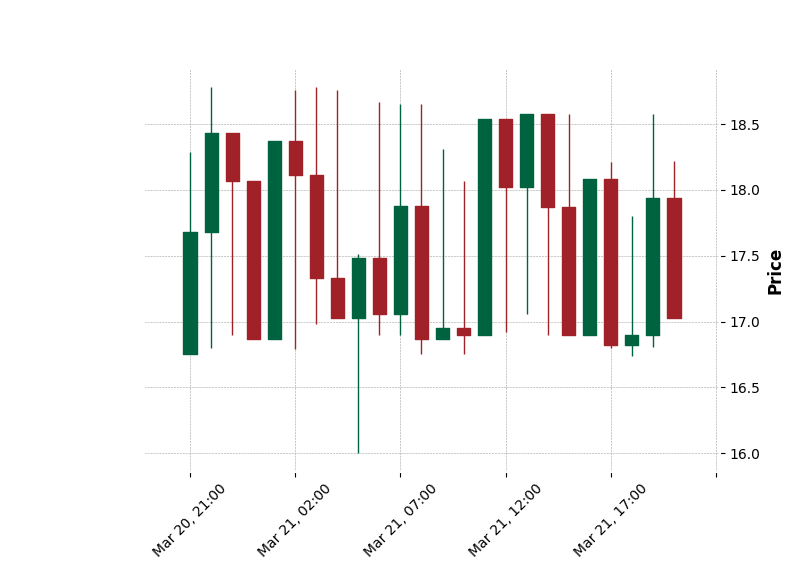 18.5
18.0
17.5
17.0
16.5
16.0
Price
Mar 20, 21:00
Mar 21, 02:00
Mar 21, 07:00
Mar 21, 12:00
Mar 21, 17:00